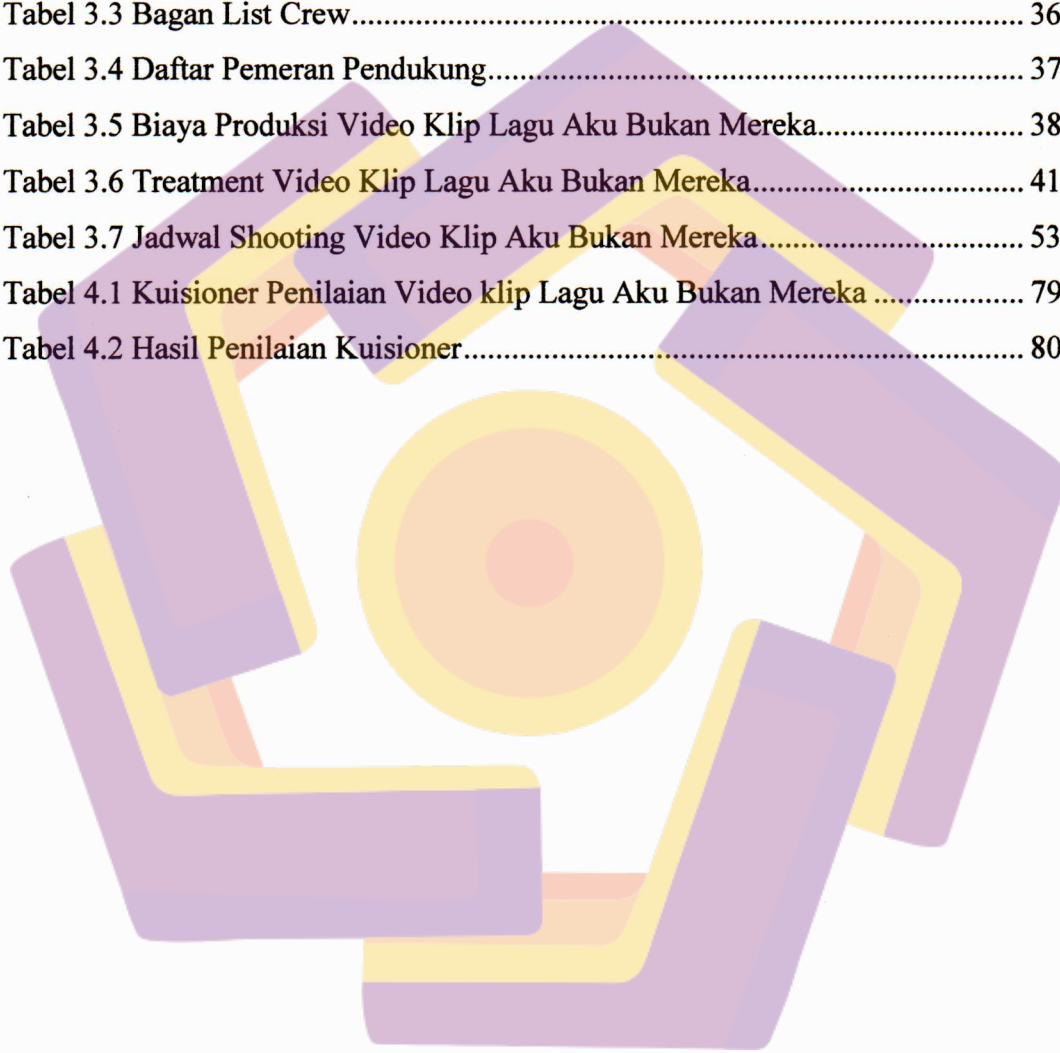 Tabel 3.3 Bagan List Crew.................................................................................... 36
Tabel 3.4 Daftar Pemeran Pendukung................................................................... 37
Tabel 3.5 Biaya Produksi Video Klip Lagu Aku Bukan Mereka.......................... 38
Tabel 3.6 Treatment Video Klip Lagu Aku Bukan Mereka................................... 41
Tabel 3.7 Jadwal Shooting Video Klip Aku Bukan Mereka................................. 53
Tabel 4.1 Kuisioner Penilaian Video klip Lagu Aku Bukan Mereka ................... 79
Tabel 4.2 Hasil Penilaian Kuisioner...................................................................... 80